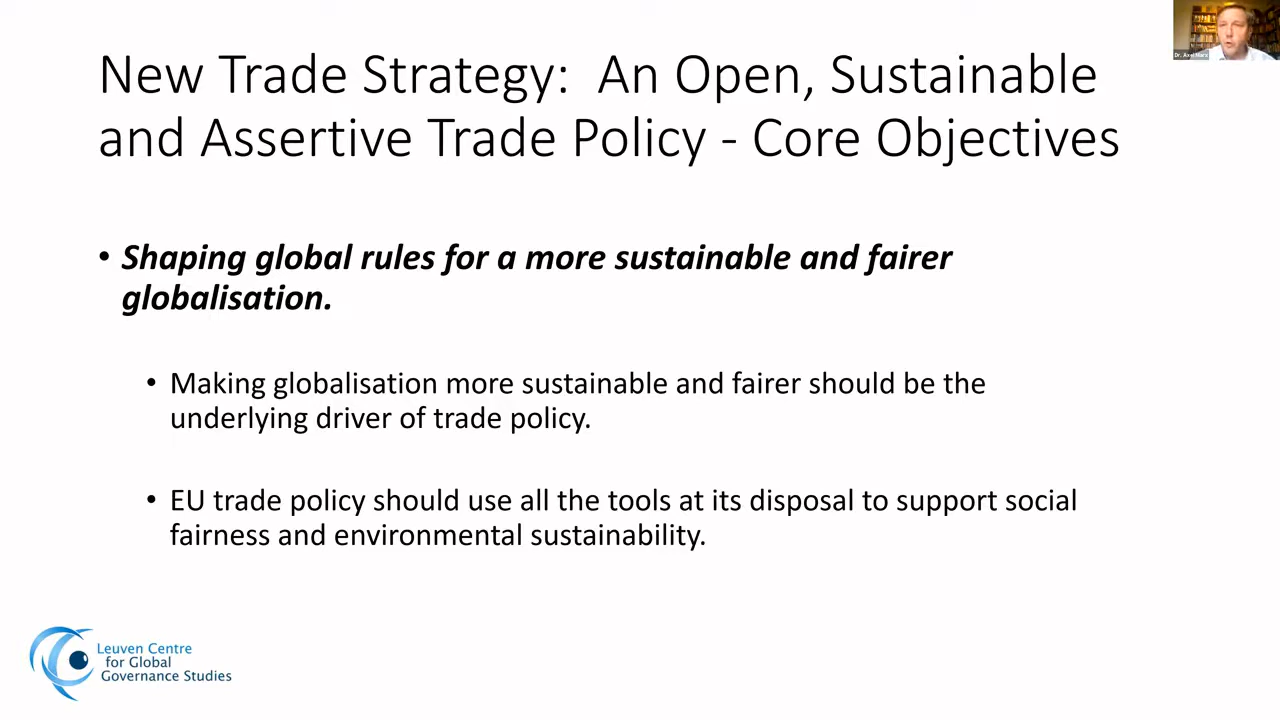 New Trade Strategy:  An Open, Sustainable
and Assertive Trade Policy - Core Objectives
• Shaping global rules for a more sustainable and fairer
globalisation.
• Making globalisation more sustainable and fairer should be the
underlying driver of trade policy.
• EU trade policy should use all the tools at its disposal to support social
fairness and environmental sustainability.
Leuven Centre
for Global
Governance Studies
Dr. Axel Marx